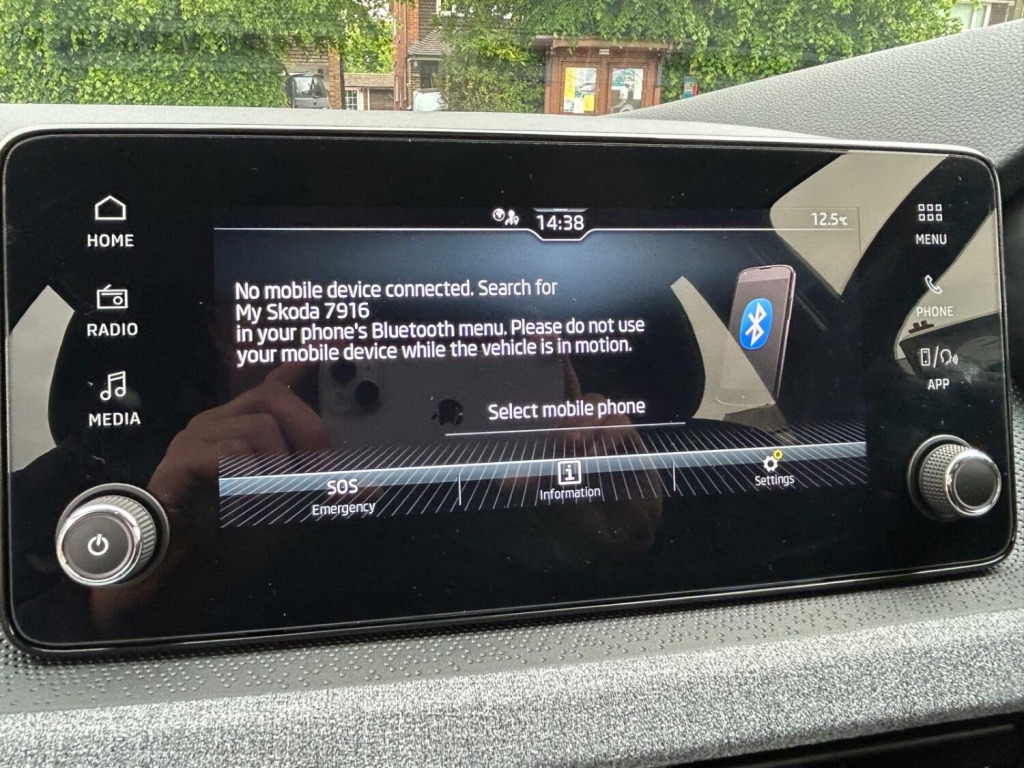 14:38
12.5°C
HOME
RADIO
MEDIA
No mobile device connected. Search for
My Skoda 7916
in your phone's Bluetooth menu. Please do not use
your mobile device while the vehicle is in motion.
Select mobile phone
SOS
Emergency
Information
Settings
MENU
PHONE
APP